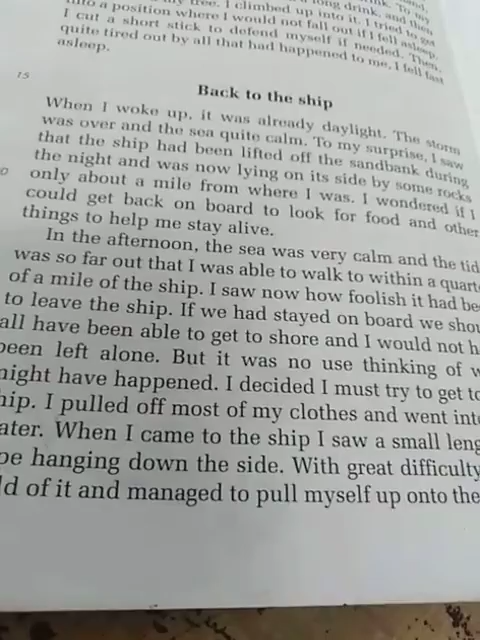 my tree. I climbed up into it. I tried to get
into a position where I would not fall out if I fell asleep.
I cut a short stick to defend myself if needed. Then,
quite tired out by all that had happened to me, I fell fast
asleep.
15
Back to the ship
When I woke up, it was already daylight. The storm
was over and the sea quite calm. To my surprise, I saw
that the ship had been lifted off the sandbank during
the night and was now lying on its side by some rocks
only about a mile from where I was. I wondered if I
could get back on board to look for food and other
things to help me stay alive.
In the afternoon, the sea was very calm and the tid
was so far out that I was able to walk to within a quart
of a mile of the ship. I saw now how foolish it had be
to leave the ship. If we had stayed on board we shou
all have been able to get to shore and I would not h
been left alone. But it was no use thinking of w
night have happened. I decided I must try to get to
hip. I pulled off most of my clothes and went int
ater. When I came to the ship I saw a small leng
pe hanging down the side. With great difficulty
ld of it and managed to pull myself up onto the